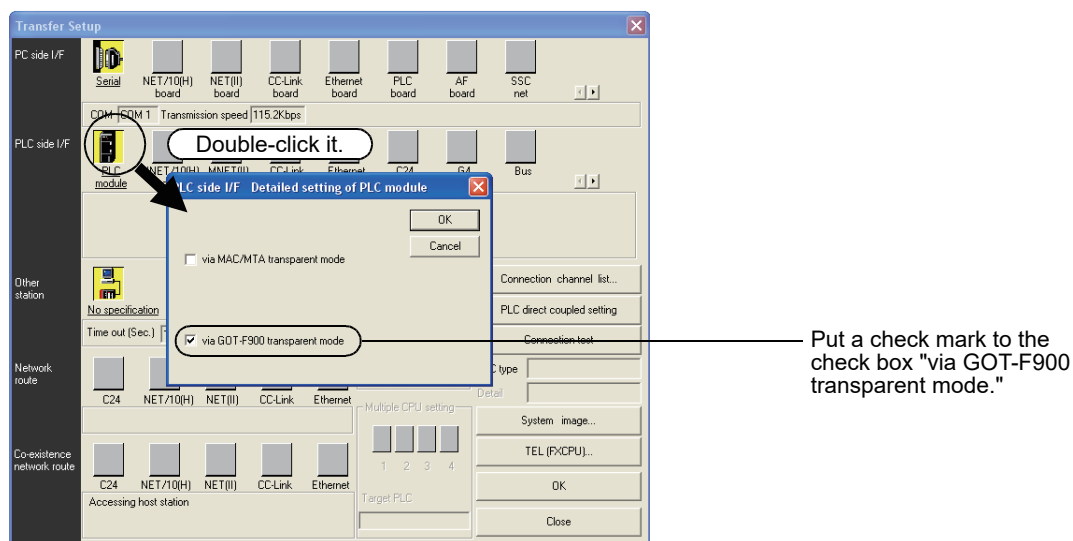 Transfer Setup
PC side I/F
Serial
NET/10(H)
board
NET(II)
board
CC-Link
board
Ethernet
board
PLC
board
AF
board
SSC
net
COM COM 1 Transmission speed 115.2Kbps
PLC side I/F
Double-click it.
PLC
module
MNET(II)
CC-Link
Ethernet
C24
G4
Bus
PLC side I/F Detailed setting of PLC module
OK
Cancel
via MAC/MTA transparent mode
via GOT-F900 transparent mode
Put a check mark to the
check box "via GOT-F900
transparent mode."
Other
station
No specification
Time out (Sec.)
Connection channel list...
PLC direct coupled setting
Connection test
type
Detail
Network
route
C24
NET/10(H)
NET(II)
CC-Link
Ethernet
Multiple CPU setting
1 2 3 4
Target PLC
System image...
TEL (FXCPU)...
OK
Close
Co-existence
network route
C24
NET/10(H)
NET(II)
CC-Link
Ethernet
Accessing host station